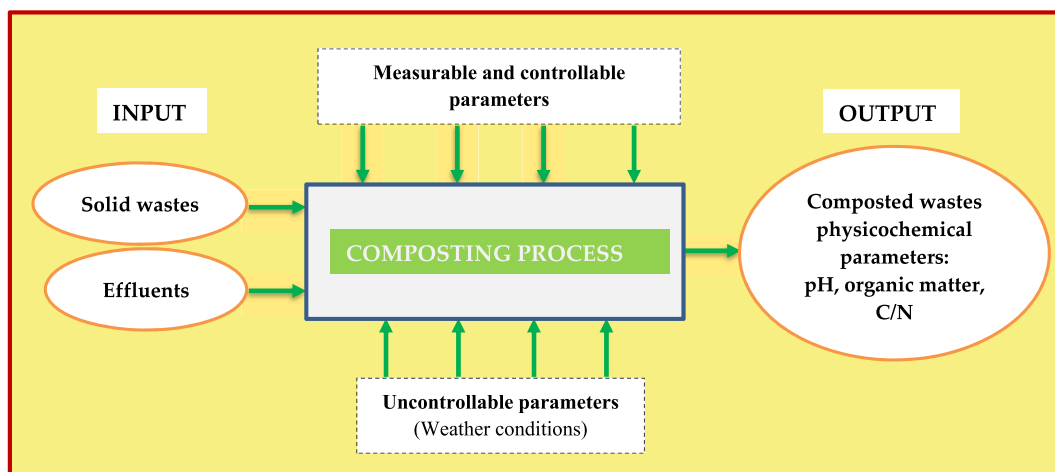 Measurable and controllable
parameters
INPUT
OUTPUT
Solid wastes
Effluents
COMPOSTING PROCESS
Composted wastes
physicochemical
parameters:
pH, organic matter,
C/N
Uncontrollable parameters
(Weather conditions)